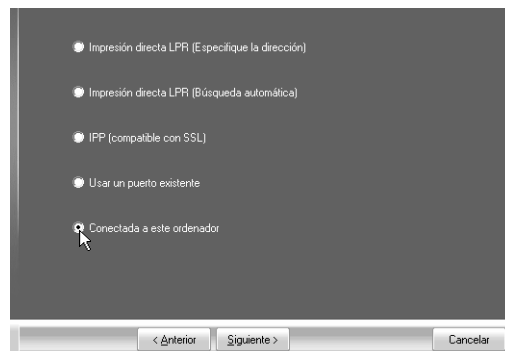 Impresión directa LPR (Especifique la dirección)
Impresión directa LPR (Búsqueda automática)
IPP (compatible con SSL)
Usar un puerto existente
Conectada a este ordenador
< Anterior Siguiente > Cancelar